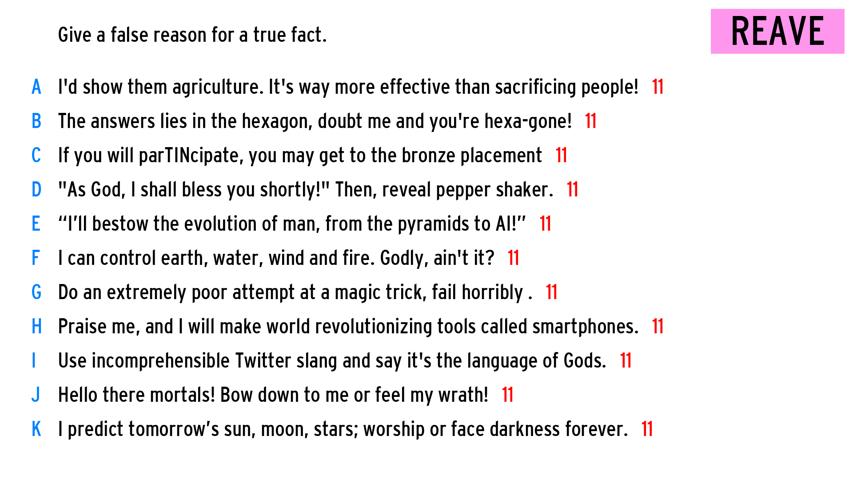 Give a false reason for a true fact.
REAVE
A I'd show them agriculture. It's way more effective than sacrificing people! 11
B The answers lies in the hexagon, doubt me and you're hexa-gone! 11
C If you will parTINcipate, you may get to the bronze placement 11
D "As God, I shall bless you shortly!" Then, reveal pepper shaker. 11
E “I’ll bestow the evolution of man, from the pyramids to AI!” 11
F I can control earth, water, wind and fire. Godly, ain't it? 11
G Do an extremely poor attempt at a magic trick, fail horribly . 11
H Praise me, and I will make world revolutionizing tools called smartphones. 11
I Use incomprehensible Twitter slang and say it's the language of Gods. 11
J Hello there mortals! Bow down to me or feel my wrath! 11
K I predict tomorrow’s sun, moon, stars; worship or face darkness forever. 11